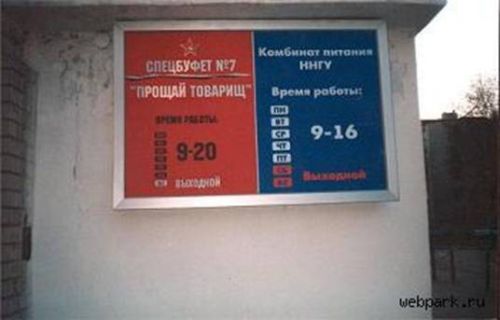 СПЕЦБУФЕТ №7
"ПРОЩАЙ ТОВАРИЩ"
ВРЕМЯ РАБОТЫ:
9-20
ВЫХОДНОЙ
Комбинат питания
ННГУ
Время работы:
ПН
ВТ
СР
ЧТ
ПТ
9-16
СБ
ВС
Выходной
webpark.ru